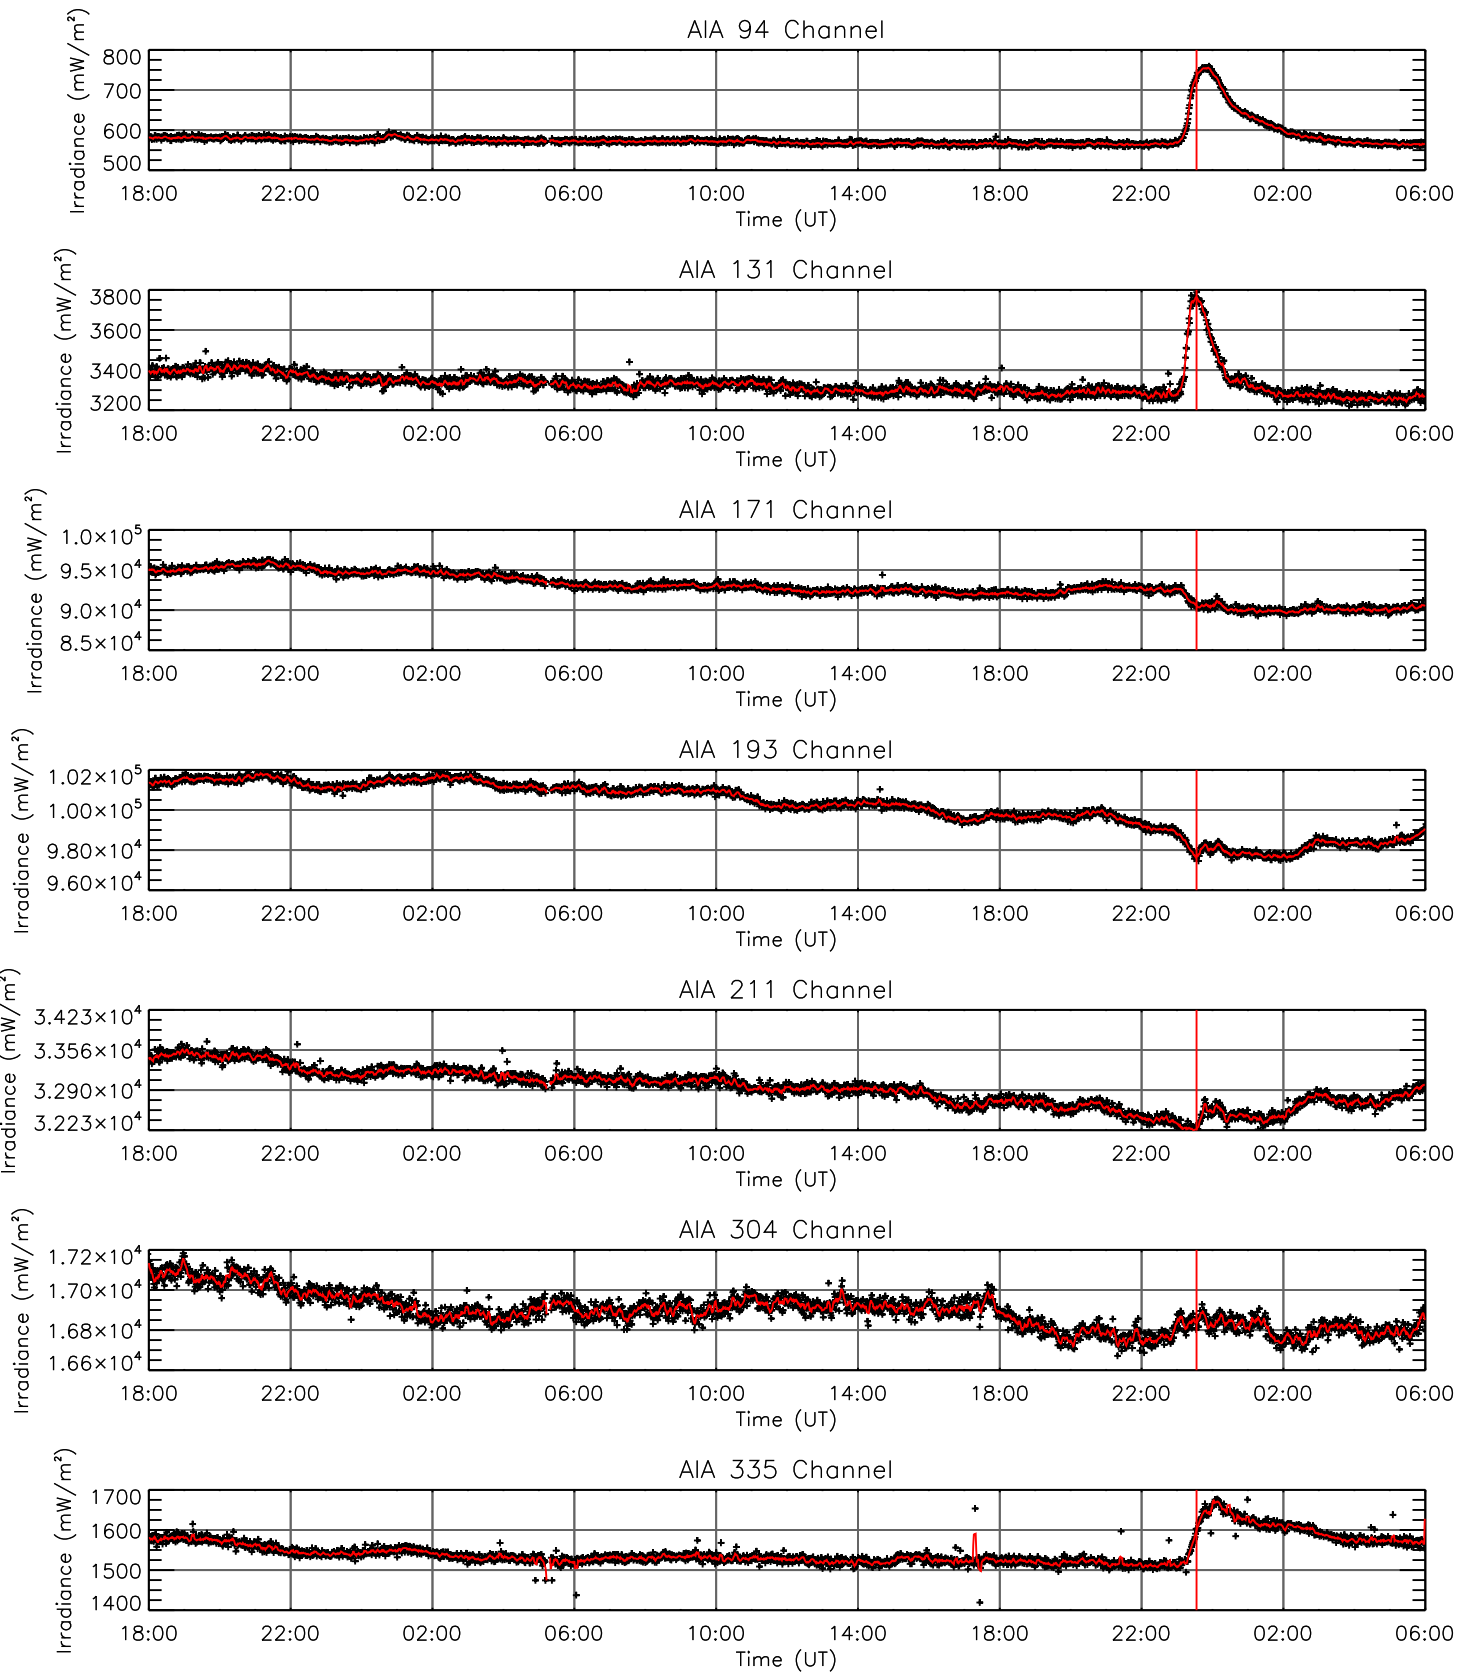 AIA 94 Channel
Irradiance (mW/m²)
800
700
600
500
18:00 22:00 02:00 06:00 10:00 14:00 18:00 22:00 02:00 06:00
Time (UT)
AIA 131 Channel
Irradiance (mW/m²)
3800
3600
3400
3200
18:00 22:00 02:00 06:00 10:00 14:00 18:00 22:00 02:00 06:00
Time (UT)
AIA 171 Channel
Irradiance (mW/m²)
1.0×10⁵
9.5×10⁴
9.0×10⁴
8.5×10⁴
18:00 22:00 02:00 06:00 10:00 14:00 18:00 22:00 02:00 06:00
Time (UT)
AIA 193 Channel
Irradiance (mW/m²)
1.02×10⁵
1.00×10⁵
9.80×10⁴
9.60×10⁴
18:00 22:00 02:00 06:00 10:00 14:00 18:00 22:00 02:00 06:00
Time (UT)
AIA 211 Channel
Irradiance (mW/m²)
3.423×10⁴
3.356×10⁴
3.290×10⁴
3.223×10⁴
18:00 22:00 02:00 06:00 10:00 14:00 18:00 22:00 02:00 06:00
Time (UT)
AIA 304 Channel
Irradiance (mW/m²)
1.72×10⁴
1.70×10⁴
1.68×10⁴
1.66×10⁴
18:00 22:00 02:00 06:00 10:00 14:00 18:00 22:00 02:00 06:00
Time (UT)
AIA 335 Channel
Irradiance (mW/m²)
1700
1600
1500
1400
18:00 22:00 02:00 06:00 10:00 14:00 18:00 22:00 02:00 06:00
Time (UT)